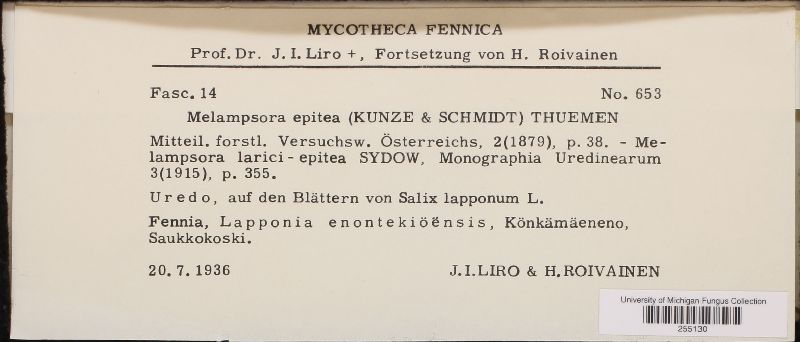 MYCOTHECA FENNICA
Prof. Dr. J. I. Liro +, Fortsetzung von H. Roivainen
Fasc. 14 No. 653
Melampsora epitea (KUNZE & SCHMIDT) THUEMEN
Mitteil. forstl. Versuchsw. Österreichs, 2(1879), p. 38. - Me-
lampsora larici - epitea SYDOW, Monographia Uredinearum
3(1915), p. 355.
Uredo, auf den Blättern von Salix lapponum L.
Fennia, Lapponia enontekiöënsis, Könkämäeneno,
Saukkokoski.
20. 7. 1936 J. I. LIRO & H. ROIVAINEN
University of Michigan Fungus Collection
255130